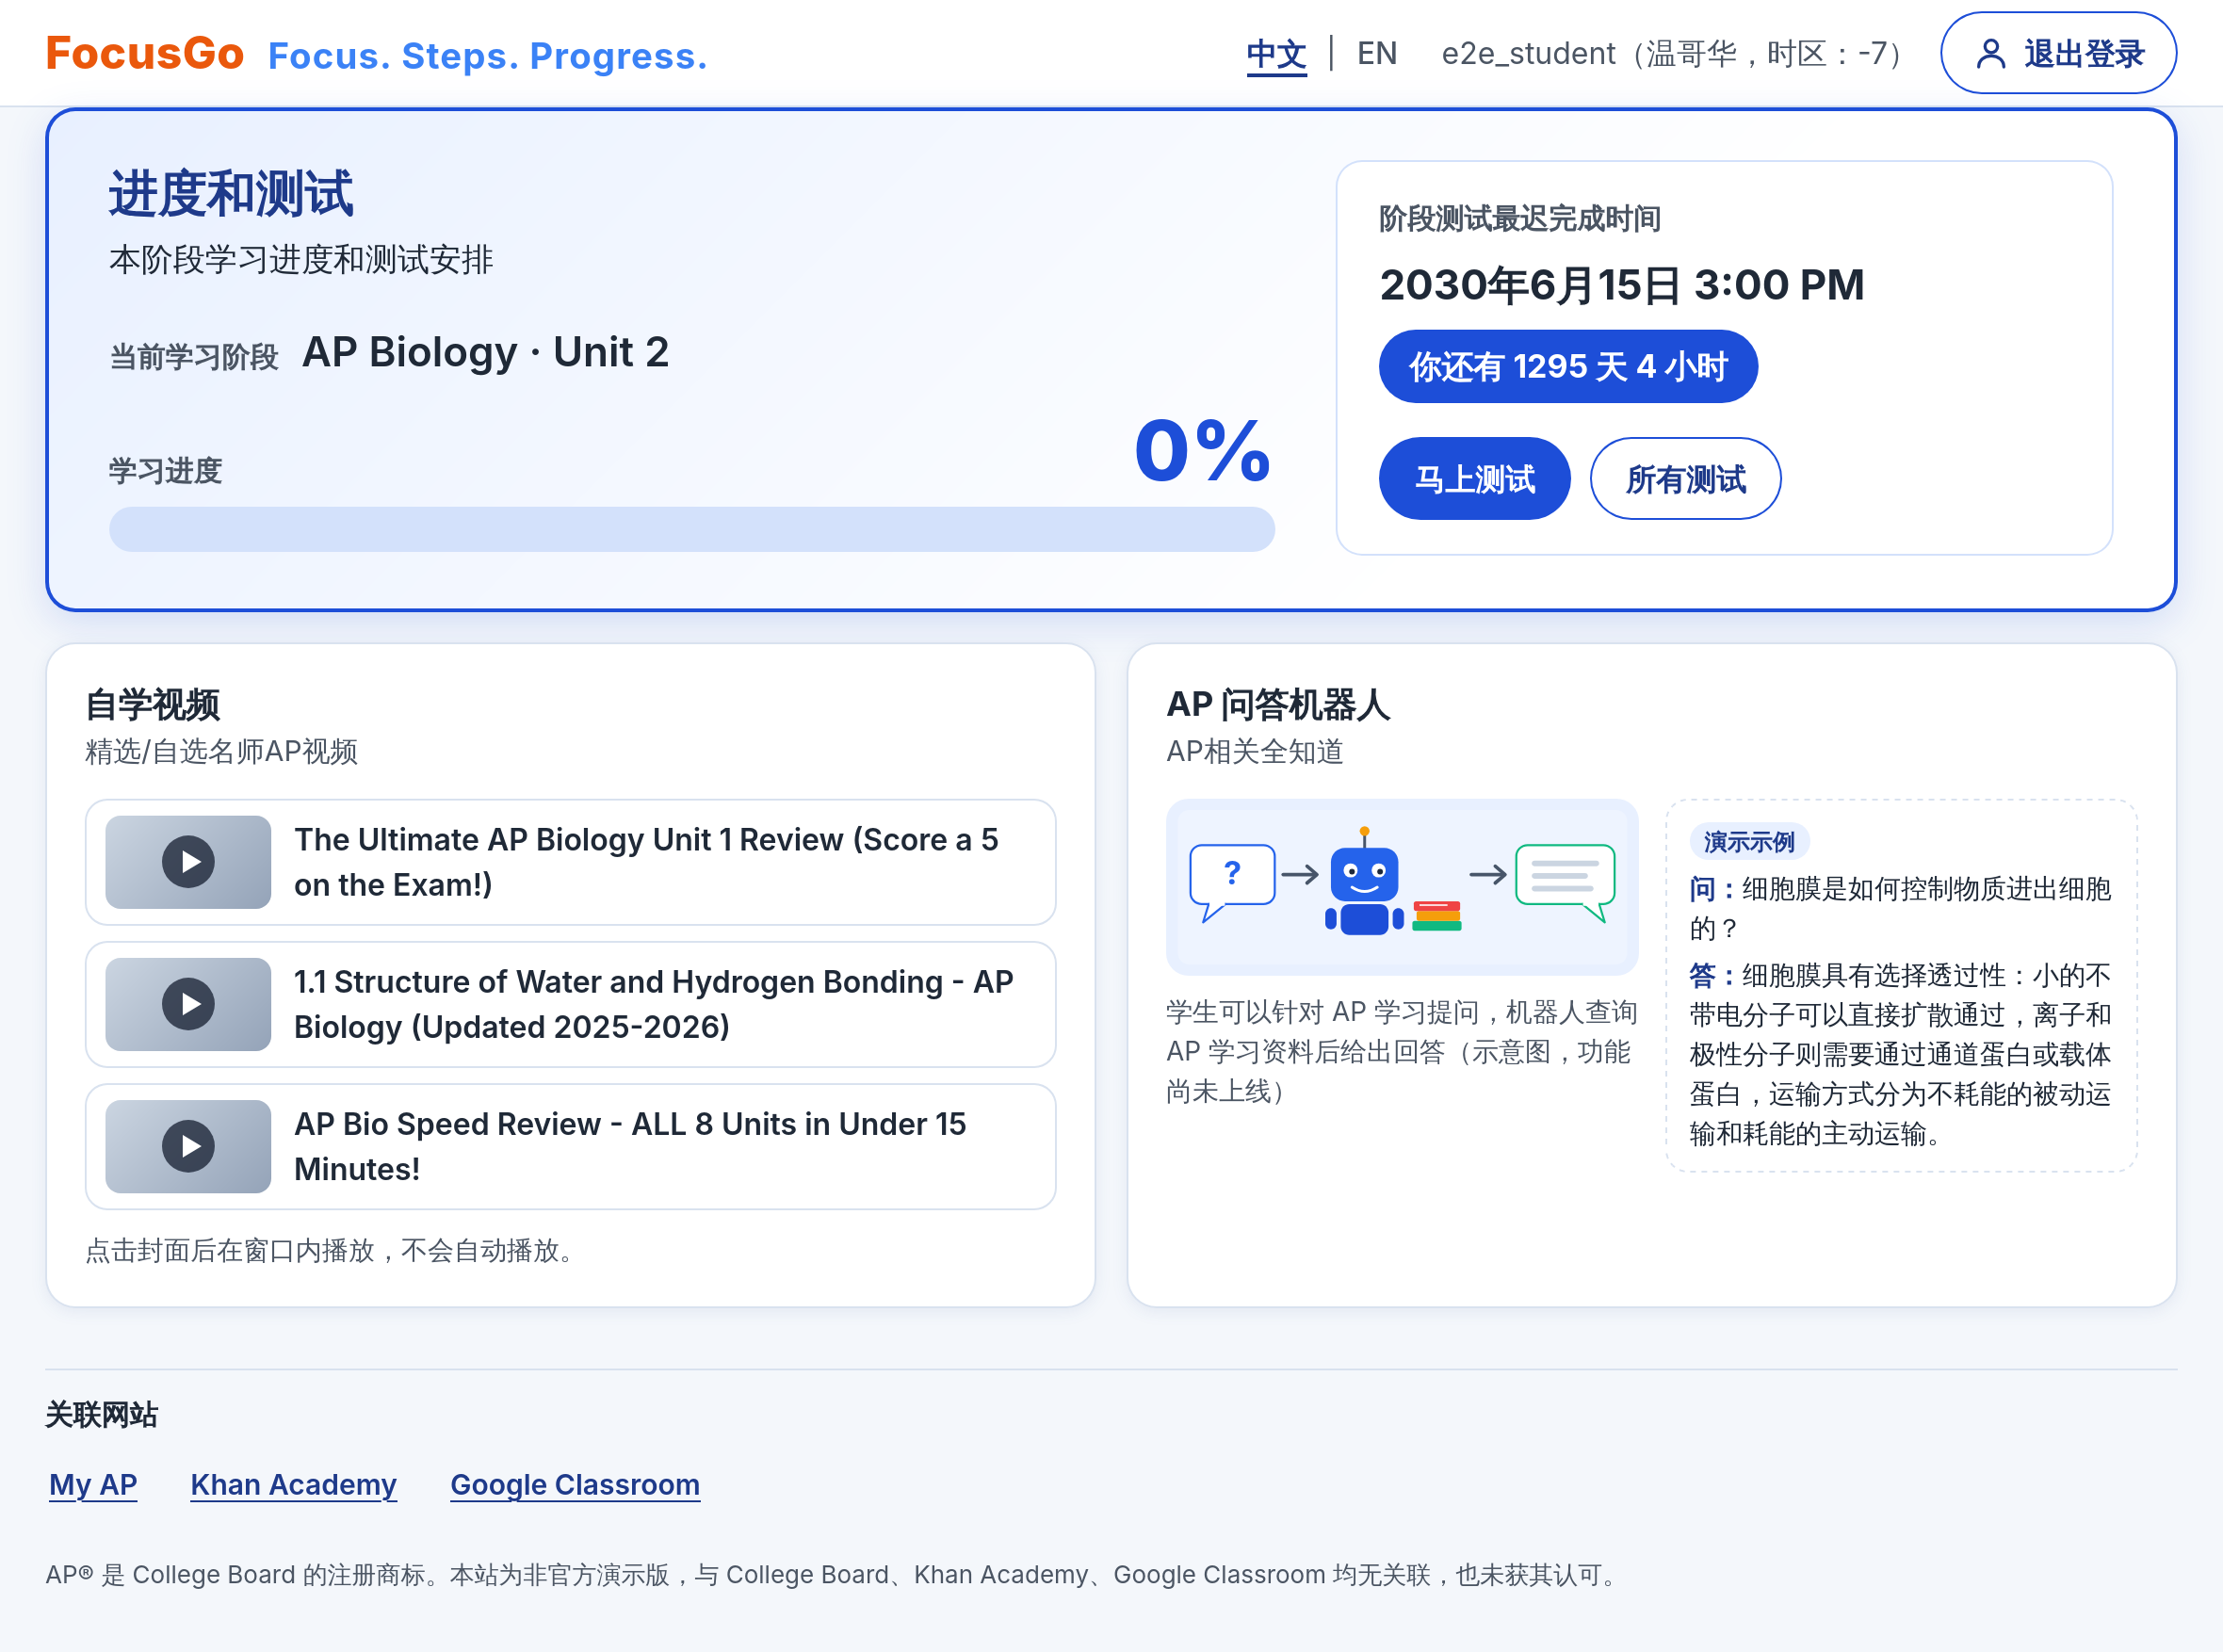 FocusGo Focus. Steps. Progress.
中文 | EN e2e_student（温哥华，时区：-7） 退出登录
进度和测试
本阶段学习进度和测试安排
当前学习阶段 AP Biology · Unit 2
学习进度 0%
阶段测试最迟完成时间
2030年6月15日 3:00 PM
你还有 1295 天 4 小时
马上测试 所有测试
自学视频
精选/自选名师AP视频
The Ultimate AP Biology Unit 1 Review (Score a 5
on the Exam!)
1.1 Structure of Water and Hydrogen Bonding - AP
Biology (Updated 2025-2026)
AP Bio Speed Review - ALL 8 Units in Under 15
Minutes!
点击封面后在窗口内播放，不会自动播放。
AP 问答机器人
AP相关全知道
?
学生可以针对 AP 学习提问，机器人查询
AP 学习资料后给出回答（示意图，功能
尚未上线）
演示示例
问：细胞膜是如何控制物质进出细胞
的？
答：细胞膜具有选择透过性：小的不
带电分子可以直接扩散通过，离子和
极性分子则需要通过通道蛋白或载体
蛋白，运输方式分为不耗能的被动运
输和耗能的主动运输。
关联网站
My AP Khan Academy Google Classroom
AP® 是 College Board 的注册商标。本站为非官方演示版，与 College Board、Khan Academy、Google Classroom 均无关联，也未获其认可。